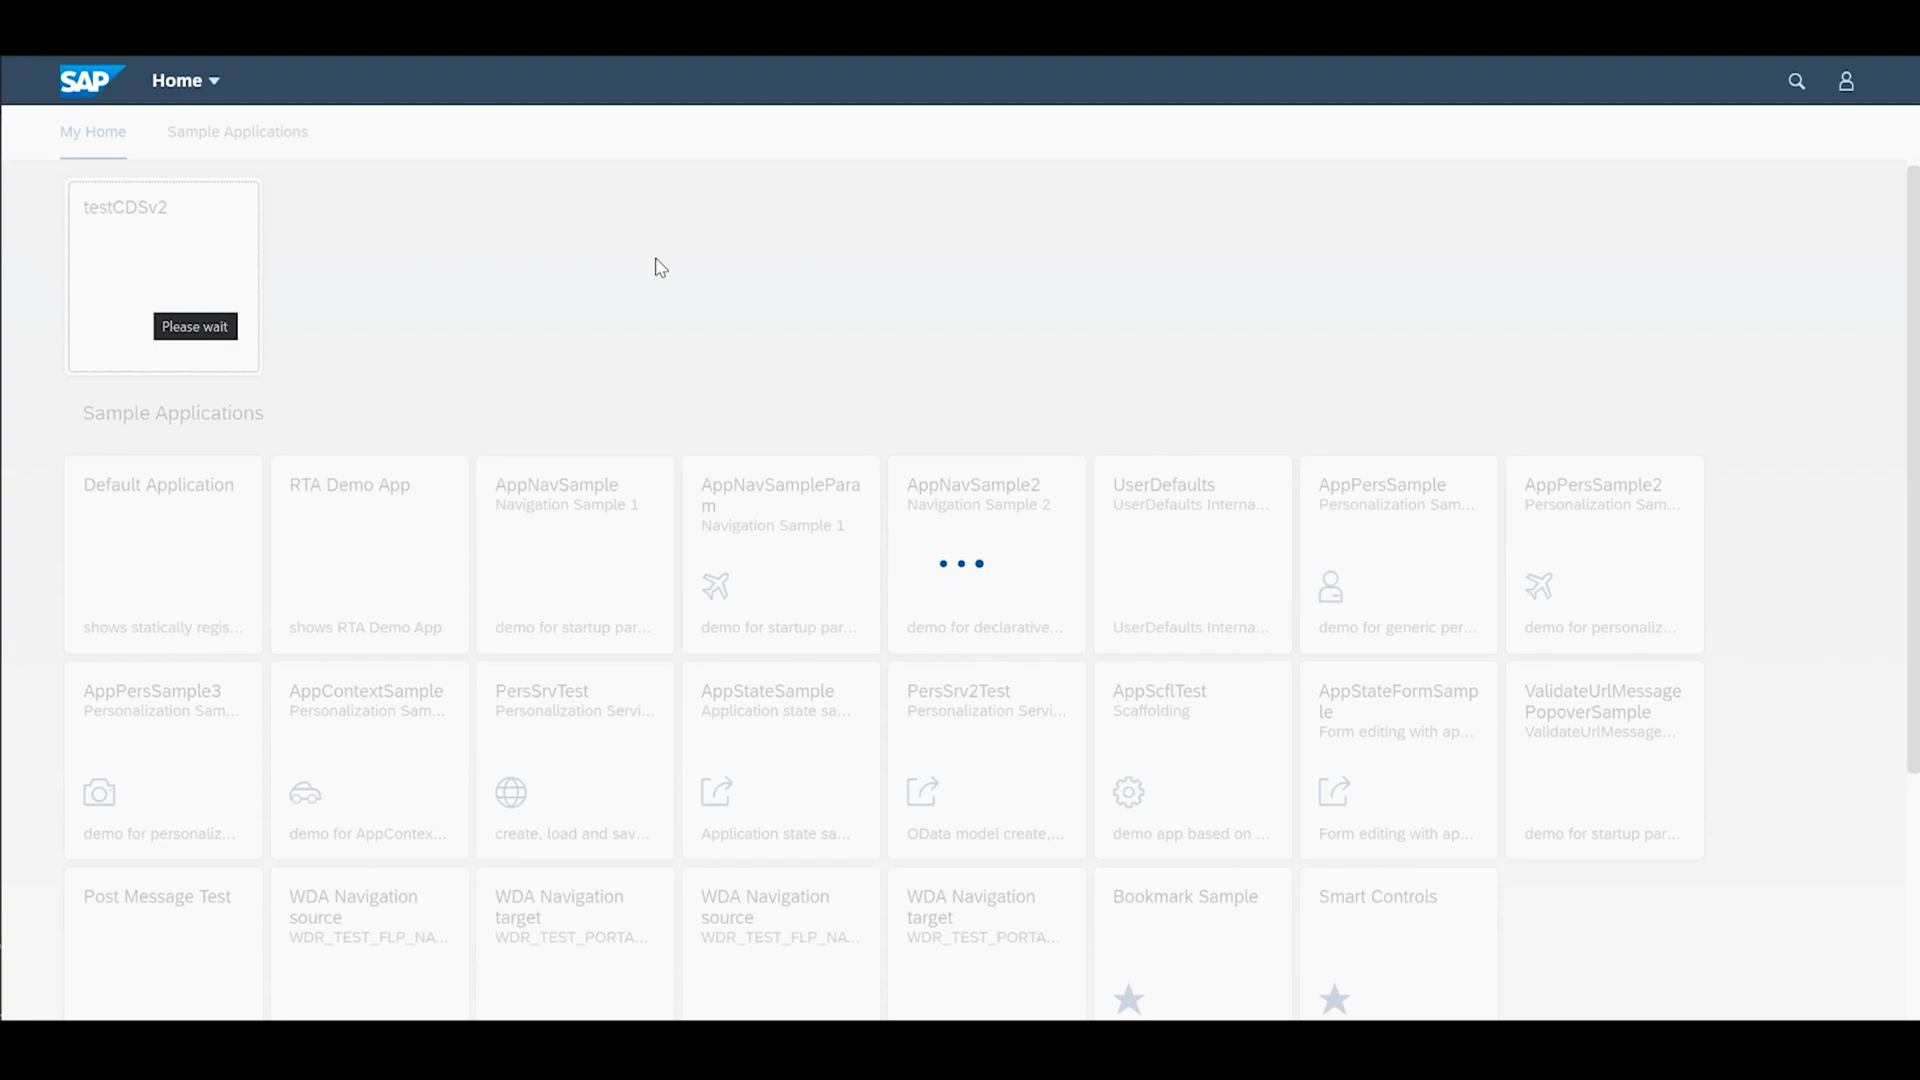 SAP Home
My Home Sample Applications
testCDSv2
Please wait
Sample Applications
Default Application
shows statically regis...
RTA Demo App
shows RTA Demo App
AppNavSample
Navigation Sample 1
demo for startup par...
AppNavSamplePara
m
Navigation Sample 1
demo for startup par...
AppNavSample2
Navigation Sample 2
demo for declarative...
UserDefaults
UserDefaults Interna...
UserDefaults Interna...
AppPersSample
Personalization Sam...
demo for generic per...
AppPersSample2
Personalization Sam...
demo for personaliz...
AppPersSample3
Personalization Sam...
demo for personaliz...
AppContextSample
Personalization Sam...
demo for AppContex...
PersSrvTest
Personalization Servi...
create, load and sav...
AppStateSample
Application state sa...
Application state sa...
PersSrv2Test
Personalization Servi...
OData model create,...
AppScflTest
Scaffolding
demo app based on ...
AppStateFormSamp
le
Form editing with ap...
Form editing with ap...
ValidateUrlMessage
PopoverSample
ValidateUrlMessage...
demo for startup par...
Post Message Test
WDA Navigation
source
WDR_TEST_FLP_NA...
WDA Navigation
target
WDR_TEST_PORTA...
WDA Navigation
source
WDR_TEST_FLP_NA...
WDA Navigation
target
WDR_TEST_PORTA...
Bookmark Sample
Smart Controls